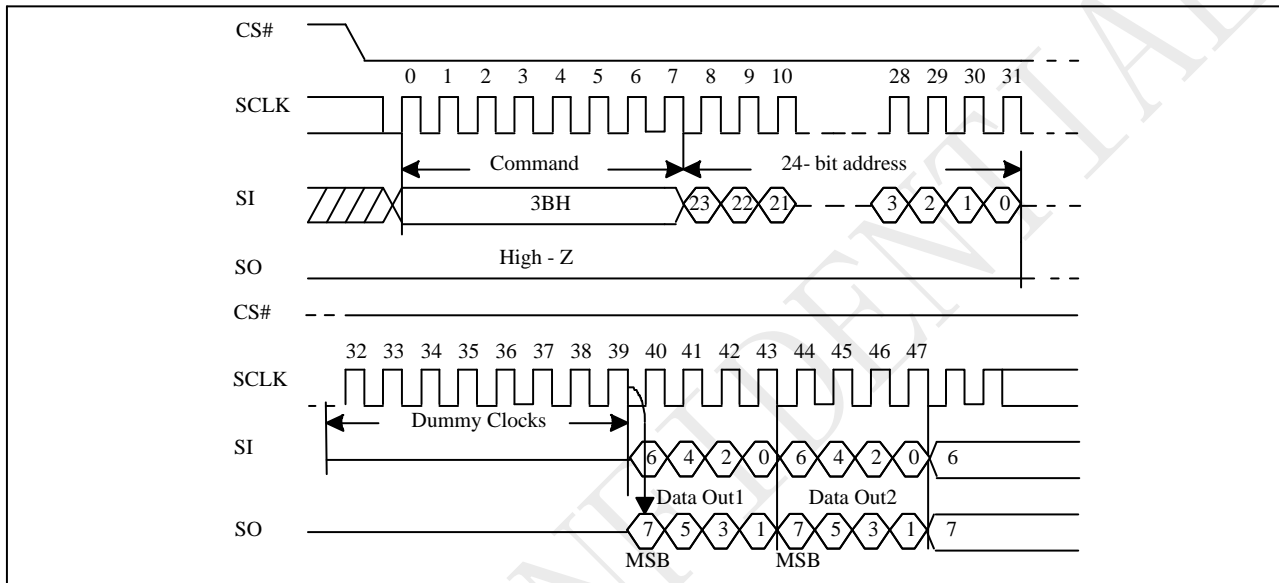 CS#
0 1 2 3 4 5 6 7 8 9 10 28 29 30 31
SCLK
Command 24- bit address
SI 3BH 23 22 21 3 2 1 0
High - Z
SO
CS#
32 33 34 35 36 37 38 39 40 41 42 43 44 45 46 47
SCLK
Dummy Clocks
SI 6 4 2 0 6 4 2 0 6
Data Out1 Data Out2
SO 7 5 3 1 7 5 3 1 7
MSB MSB
NFIDENTIAL